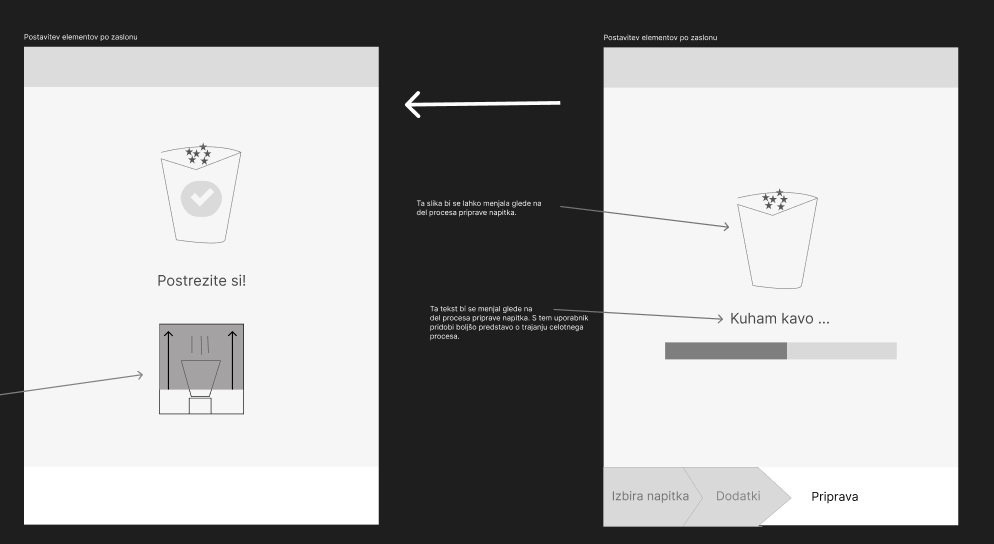 Postavitev elementov po zaslonu
Postrezite si!
Postavitev elementov po zaslonu
Ta slika bi se lahko menjala glede na
del procesa priprave napitka.
Ta tekst bi se menjal glede na
del procesa priprave napitka. S tem uporabnik
pridobi boljšo predstavo o trajanju celotnega
procesa.
Kuham kavo ...
Izbira napitka
Dodatki
Priprava